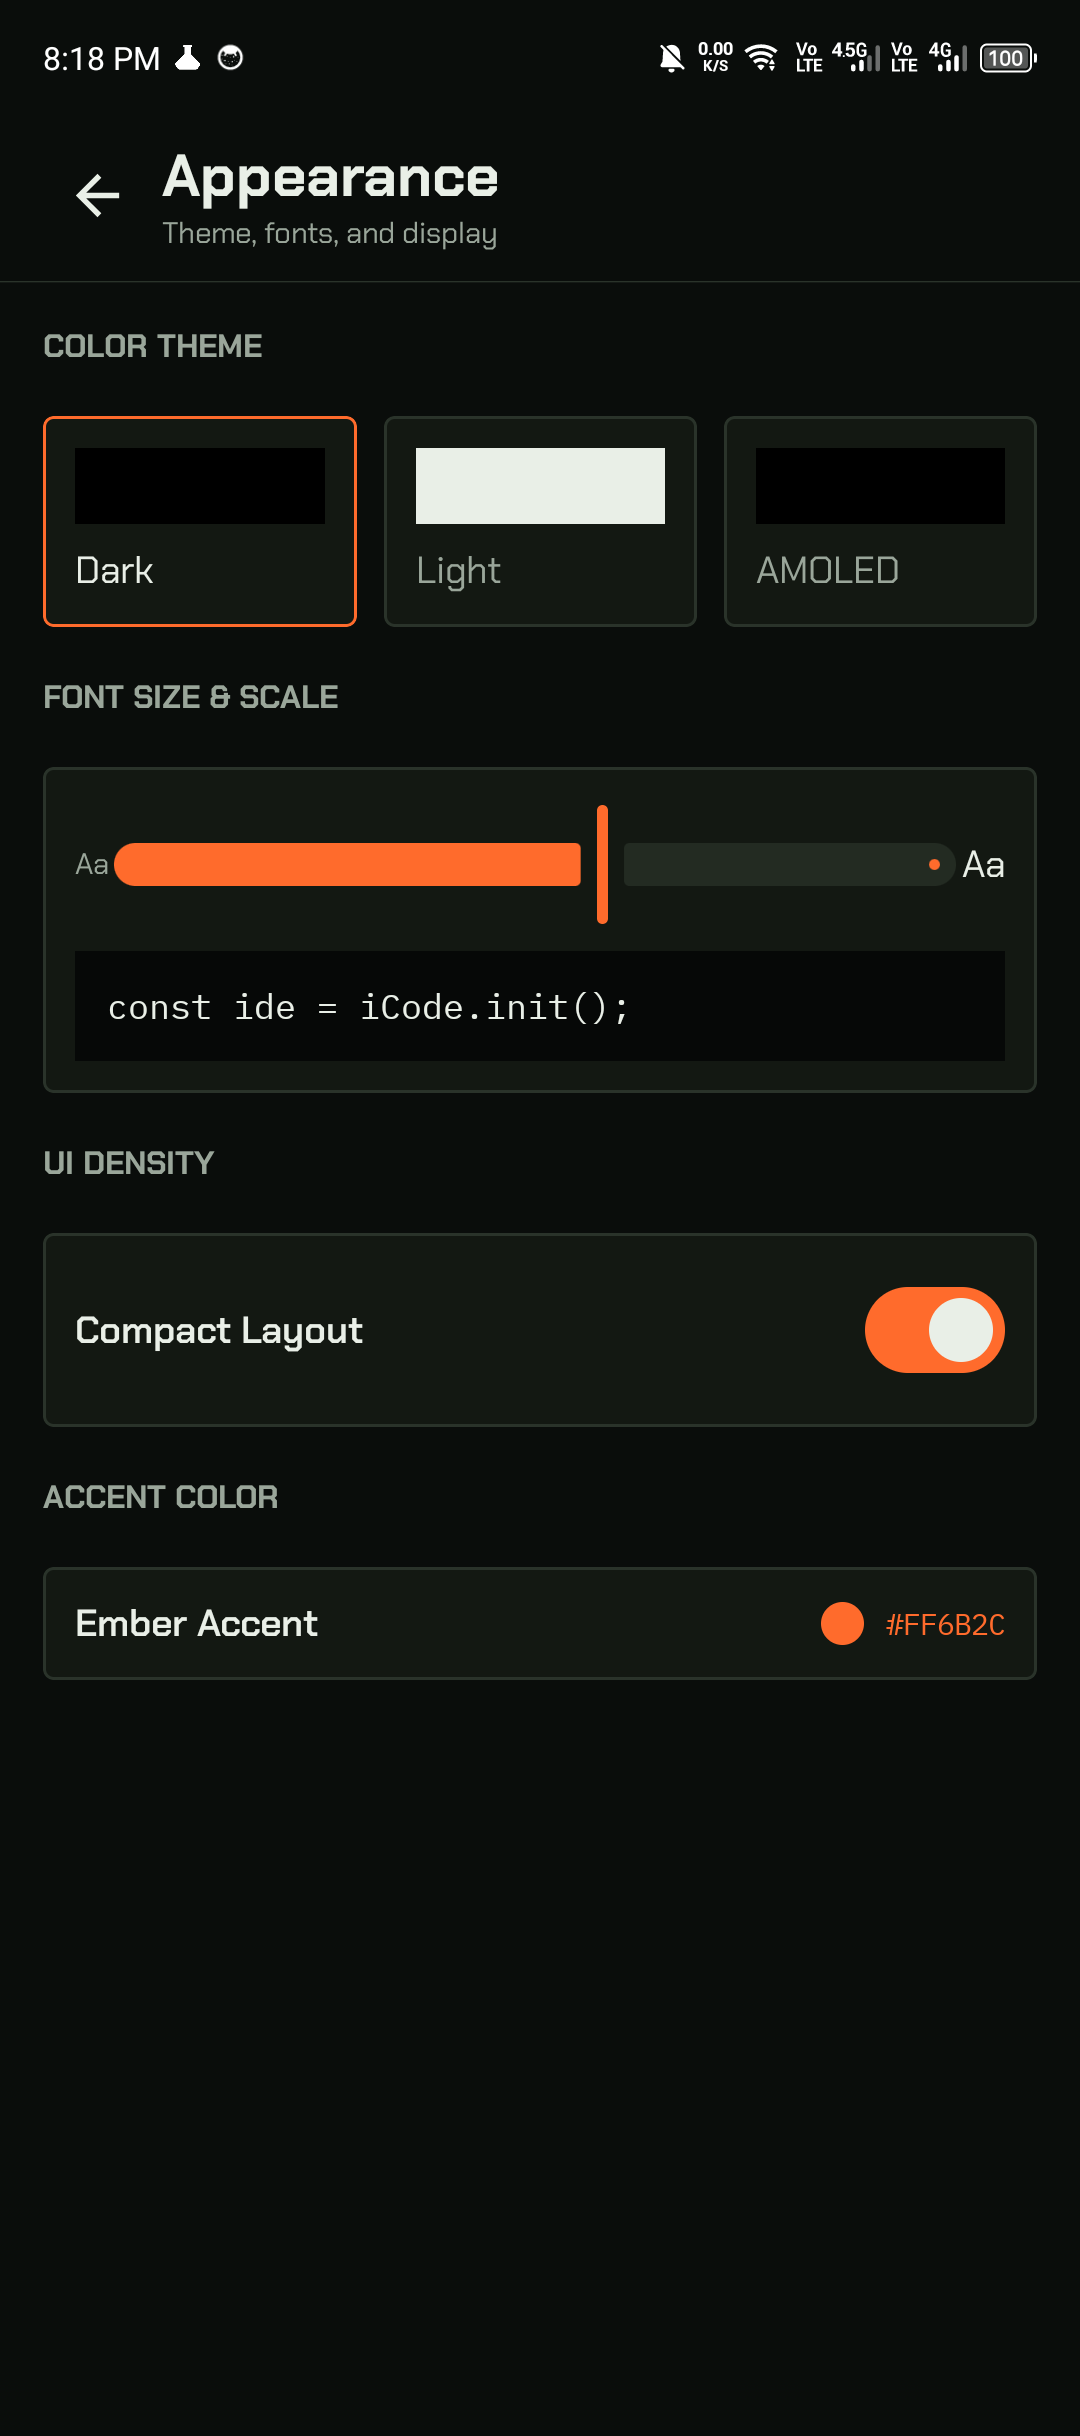 8:18 PM
0.00 K/S
Vo LTE
4.5G
Vo LTE
4G
100
Appearance
Theme, fonts, and display
COLOR THEME
Dark
Light
AMOLED
FONT SIZE & SCALE
Aa
Aa
const ide = iCode.init();
UI DENSITY
Compact Layout
ACCENT COLOR
Ember Accent
#FF6B2C